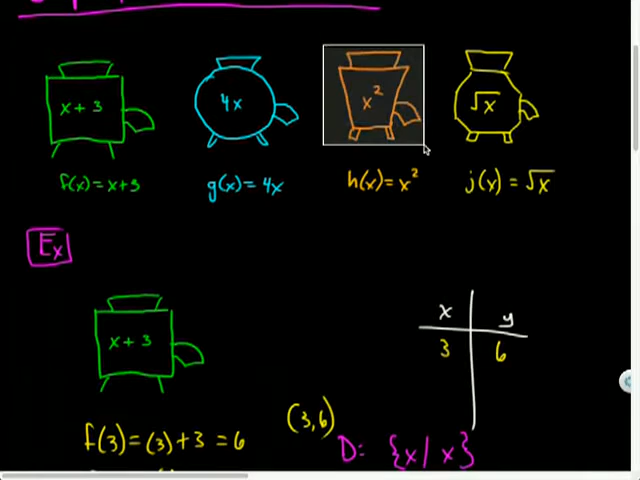 x + 3 4x x² √x
f(x) = x+3 g(x) = 4x h(x) = x² j(x) = √x
Ex
x y
x + 3 3 6
(3,6)
f(3) = (3) + 3 = 6
D: {x / x}